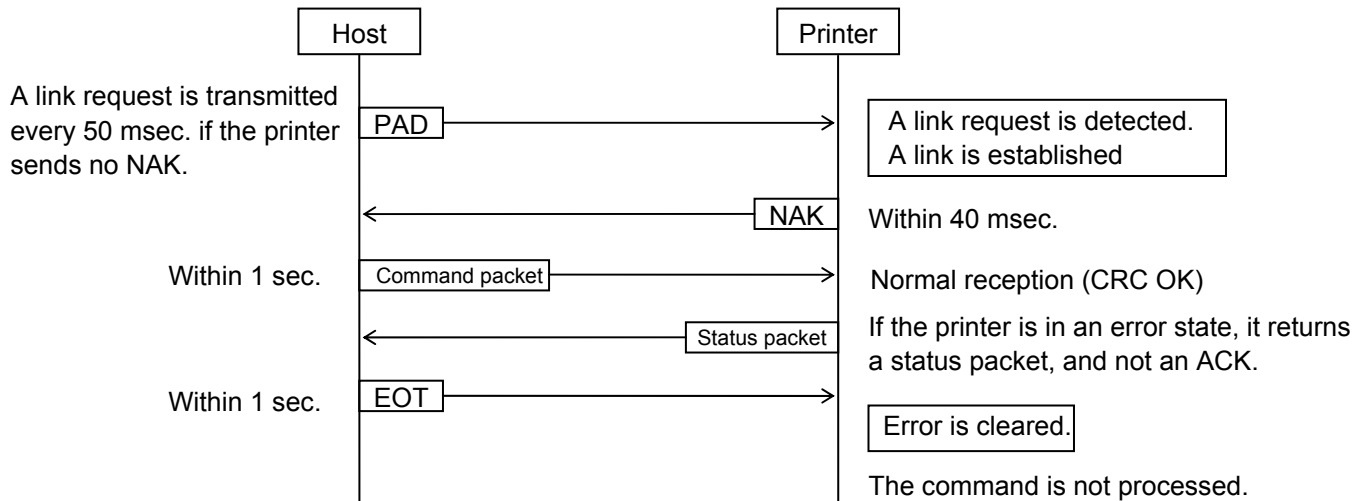 Host
Printer
A link request is transmitted
every 50 msec. if the printer
sends no NAK.
PAD
A link request is detected.
A link is established
NAK
Within 40 msec.
Within 1 sec.
Command packet
Normal reception (CRC OK)
Status packet
If the printer is in an error state, it returns
a status packet, and not an ACK.
Within 1 sec.
EOT
Error is cleared.
The command is not processed.